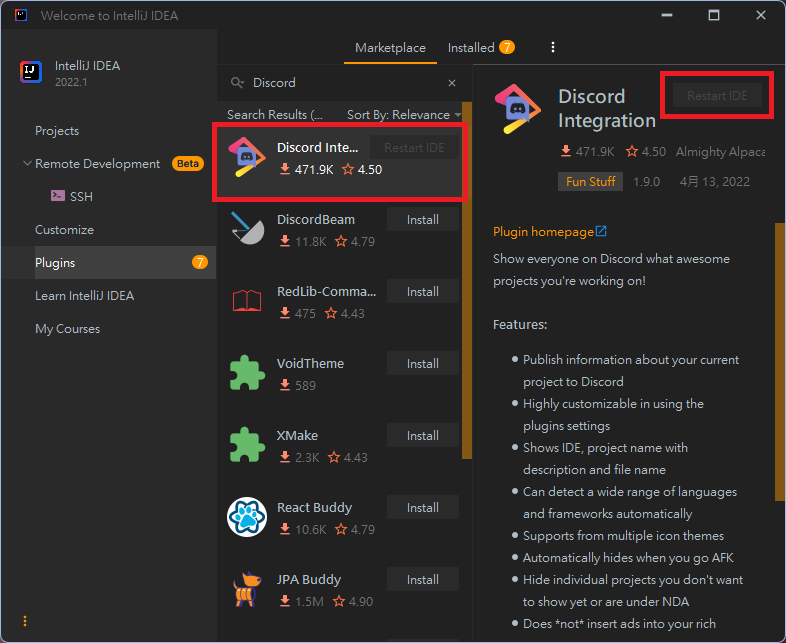 Welcome to IntelliJ IDEA
IJ
IntelliJ IDEA
2022.1
Projects
Remote Development Beta
SSH
Customize
Plugins 7
Learn IntelliJ IDEA
My Courses
Marketplace Installed 7
Discord
Search Results (... Sort By: Relevance
Discord Inte... Restart IDE
471.9K 4.50
DiscordBeam Install
11.8K 4.79
RedLib-Comma... Install
475 4.43
VoidTheme Install
589
XMake Install
2.3K 4.43
React Buddy Install
10.6K 4.79
JPA Buddy Install
1.5M 4.90
Discord
Integration
Restart IDE
471.9K 4.50 Almighty Alpaca
Fun Stuff 1.9.0 4月 13, 2022
Plugin homepage
Show everyone on Discord what awesome
projects you're working on!
Features:
Publish information about your current
project to Discord
Highly customizable in using the
plugins settings
Shows IDE, project name with
description and file name
Can detect a wide range of languages
and frameworks automatically
Supports from multiple icon themes
Automatically hides when you go AFK
Hide individual projects you don't want
to show yet or are under NDA
Does *not* insert ads into your rich